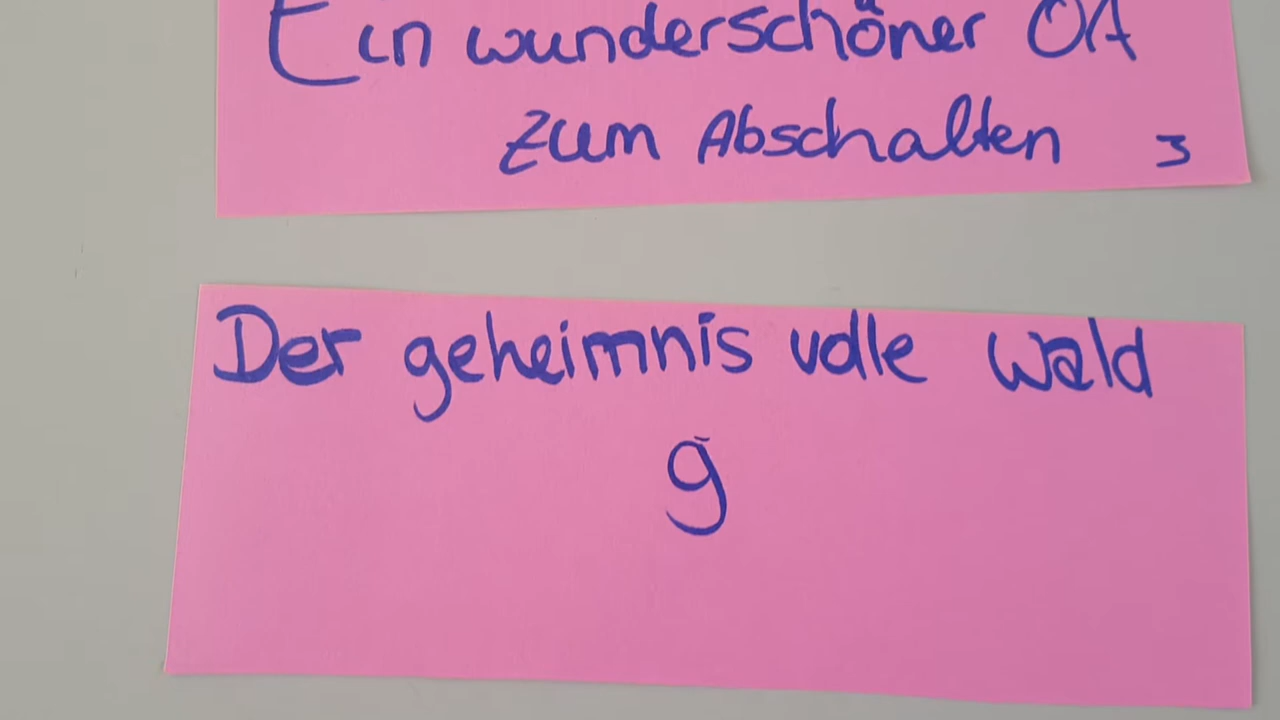 Ein wunderschöner Ort
zum Abschalten 3
Der geheimnis volle Wald
9